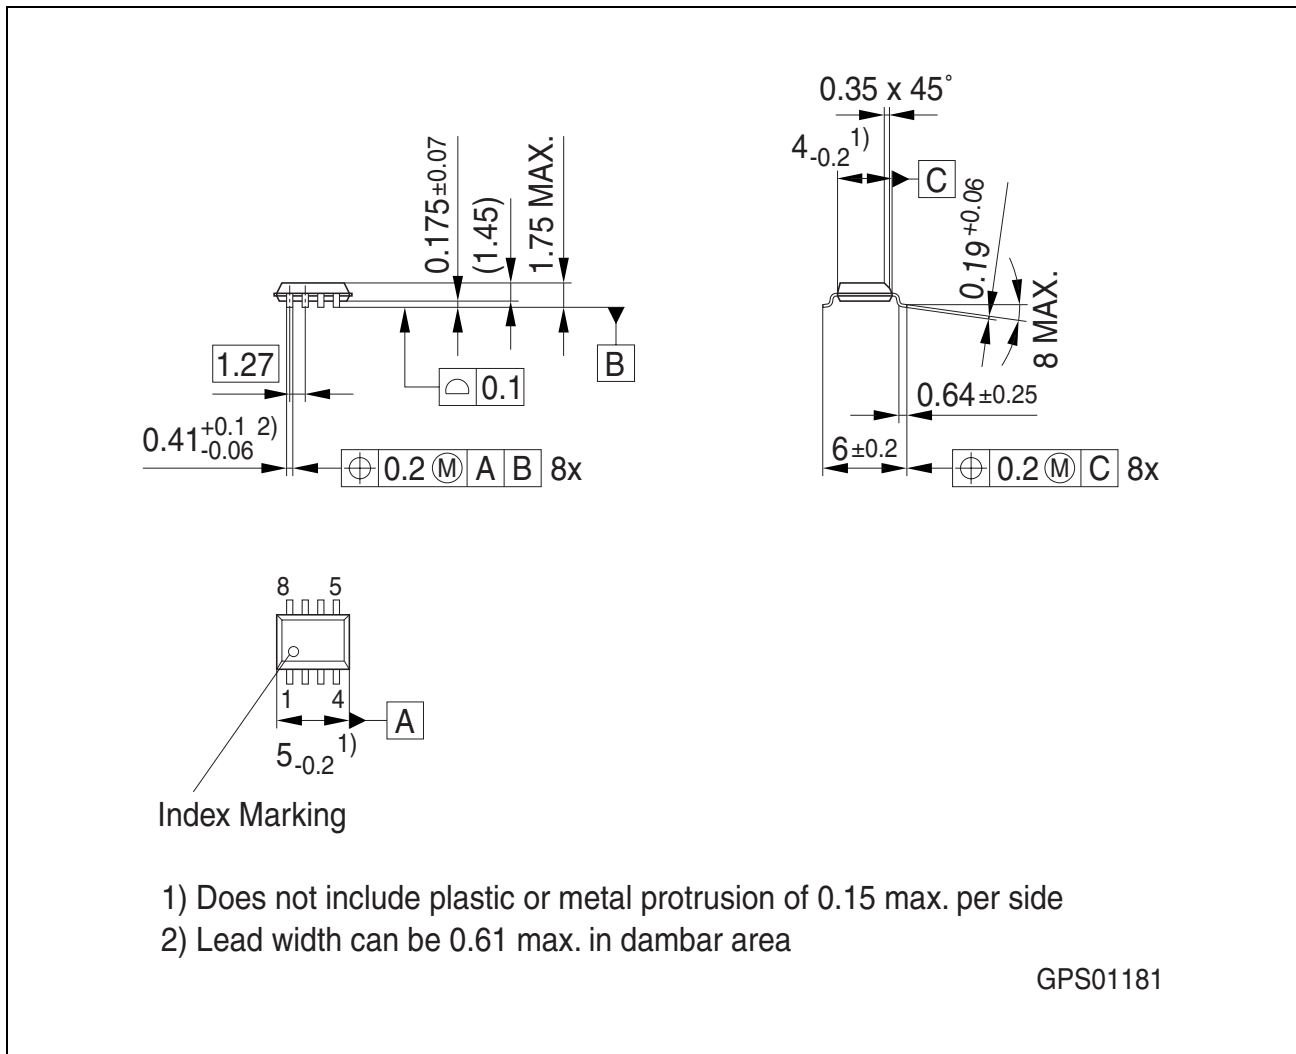 0.35 x 45°
4-0.2 1)
C
0.175±0.07
(1.45)
1.75 MAX.
0.19 +0.06
8 MAX.
B
1.27
0.1
0.64±0.25
0.41 +0.1 -0.06 2)
6±0.2
0.2 Ⓜ A B 8x
0.2 Ⓜ C 8x
8 5
1 4
A
5-0.2 1)
Index Marking
1) Does not include plastic or metal protrusion of 0.15 max. per side
2) Lead width can be 0.61 max. in dambar area
GPS01181